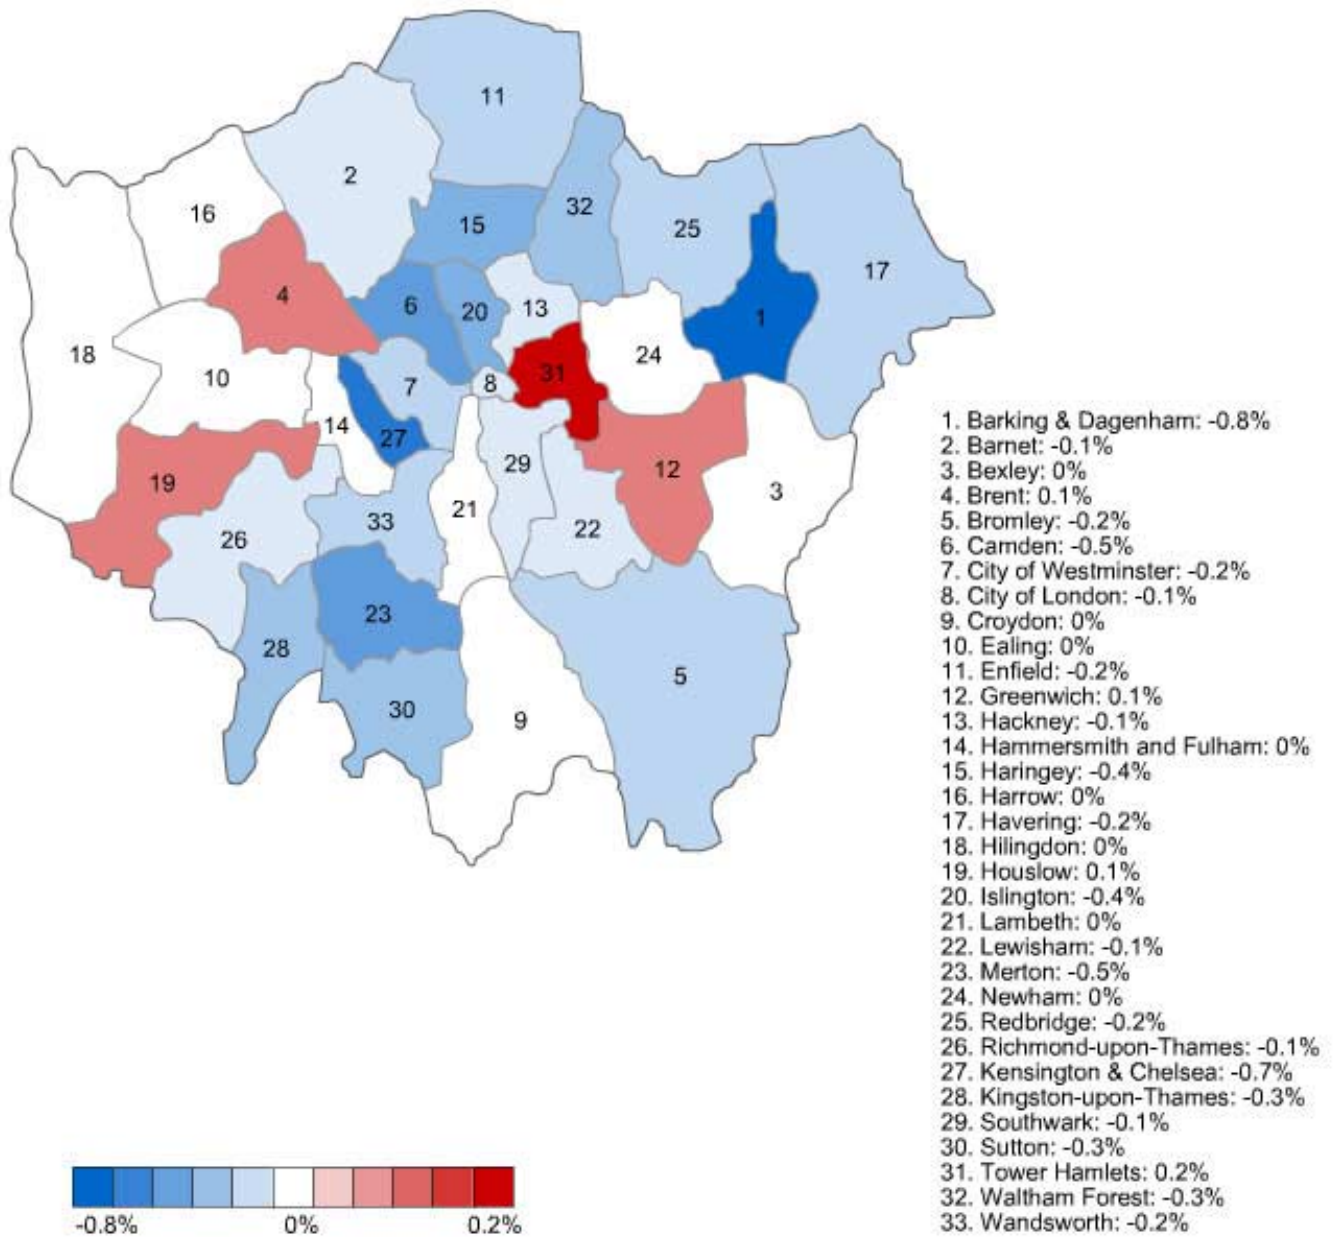 11
2
16
32
15
25
17
4
6
20
13
1
24
18
31
10
7
8
14
27
29
12
19
3
21
33
26
22
23
28
5
30
9
1. Barking & Dagenham: -0.8%
2. Barnet: -0.1%
3. Bexley: 0%
4. Brent: 0.1%
5. Bromley: -0.2%
6. Camden: -0.5%
7. City of Westminster: -0.2%
8. City of London: -0.1%
9. Croydon: 0%
10. Ealing: 0%
11. Enfield: -0.2%
12. Greenwich: 0.1%
13. Hackney: -0.1%
14. Hammersmith and Fulham: 0%
15. Haringey: -0.4%
16. Harrow: 0%
17. Havering: -0.2%
18. Hilingdon: 0%
19. Houslow: 0.1%
20. Islington: -0.4%
21. Lambeth: 0%
22. Lewisham: -0.1%
23. Merton: -0.5%
24. Newham: 0%
25. Redbridge: -0.2%
26. Richmond-upon-Thames: -0.1%
27. Kensington & Chelsea: -0.7%
28. Kingston-upon-Thames: -0.3%
29. Southwark: -0.1%
30. Sutton: -0.3%
31. Tower Hamlets: 0.2%
32. Waltham Forest: -0.3%
33. Wandsworth: -0.2%
-0.8% 0% 0.2%